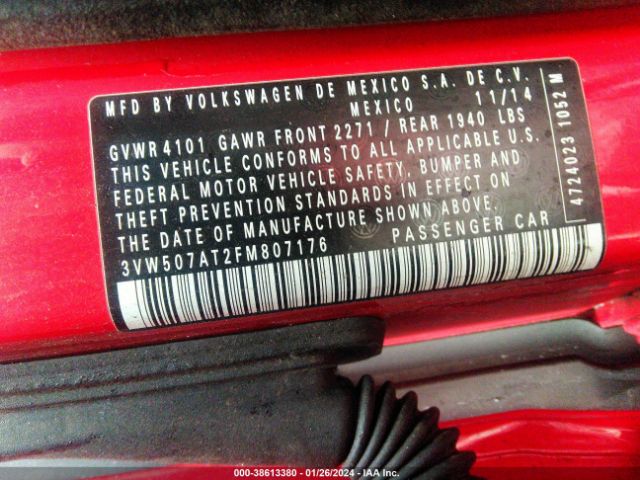 MFD BY VOLKSWAGEN DE MEXICO S.A. DE C.V.
MEXICO 11/14
GVWR 4101 GAWR FRONT 2271 / REAR 1940 LBS
THIS VEHICLE CONFORMS TO ALL APPLICABLE U.S.
FEDERAL MOTOR VEHICLE SAFETY, BUMPER AND
THEFT PREVENTION STANDARDS IN EFFECT ON
THE DATE OF MANUFACTURE SHOWN ABOVE.
3VW507AT2FM807176 PASSENGER CAR
4724023 1052 M
000-38613380 - 01/26/2024 - IAA Inc.